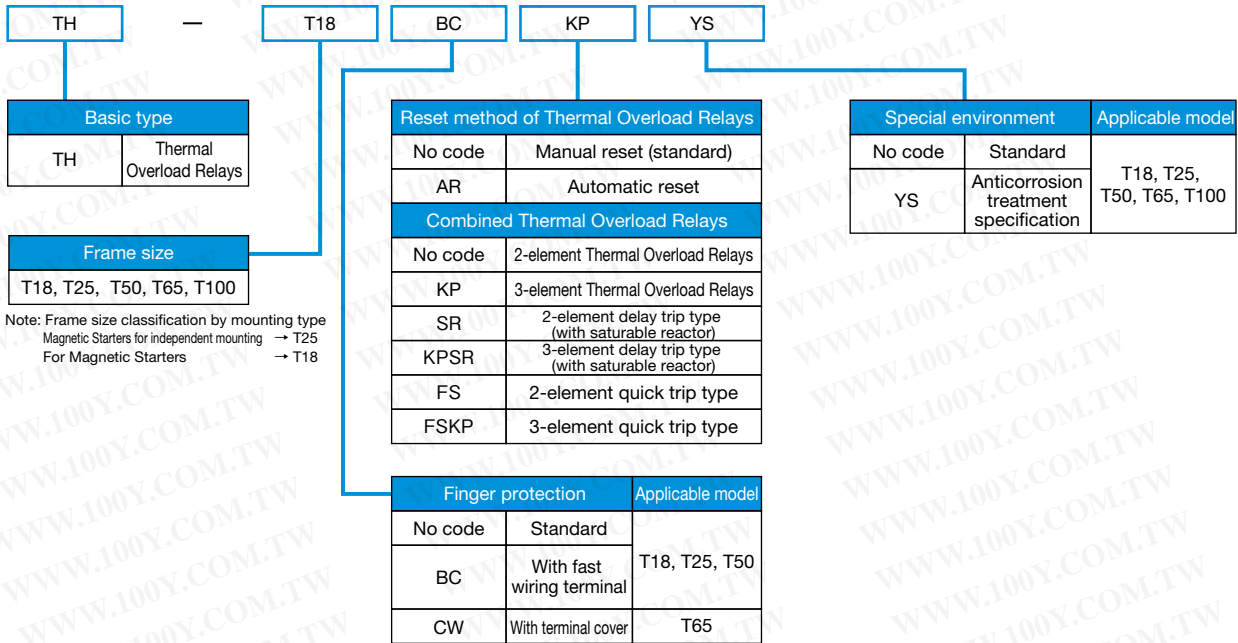 TH — T18 BC KP YS
Basic type
TH Thermal
Overload Relays
Frame size
T18, T25, T50, T65, T100
Note: Frame size classification by mounting type
Magnetic Starters for independent mounting → T25
For Magnetic Starters → T18
Reset method of Thermal Overload Relays
No code Manual reset (standard)
AR Automatic reset
Combined Thermal Overload Relays
No code 2-element Thermal Overload Relays
KP 3-element Thermal Overload Relays
SR 2-element delay trip type
(with saturable reactor)
KPSR 3-element delay trip type
(with saturable reactor)
FS 2-element quick trip type
FSKP 3-element quick trip type
Finger protection Applicable model
No code Standard
BC With fast
wiring terminal
T18, T25, T50
CW With terminal cover T65
Special environment Applicable model
No code Standard
YS Anticorrosion
treatment
specification
T18, T25,
T50, T65, T100
WWW.100Y.COM.TW